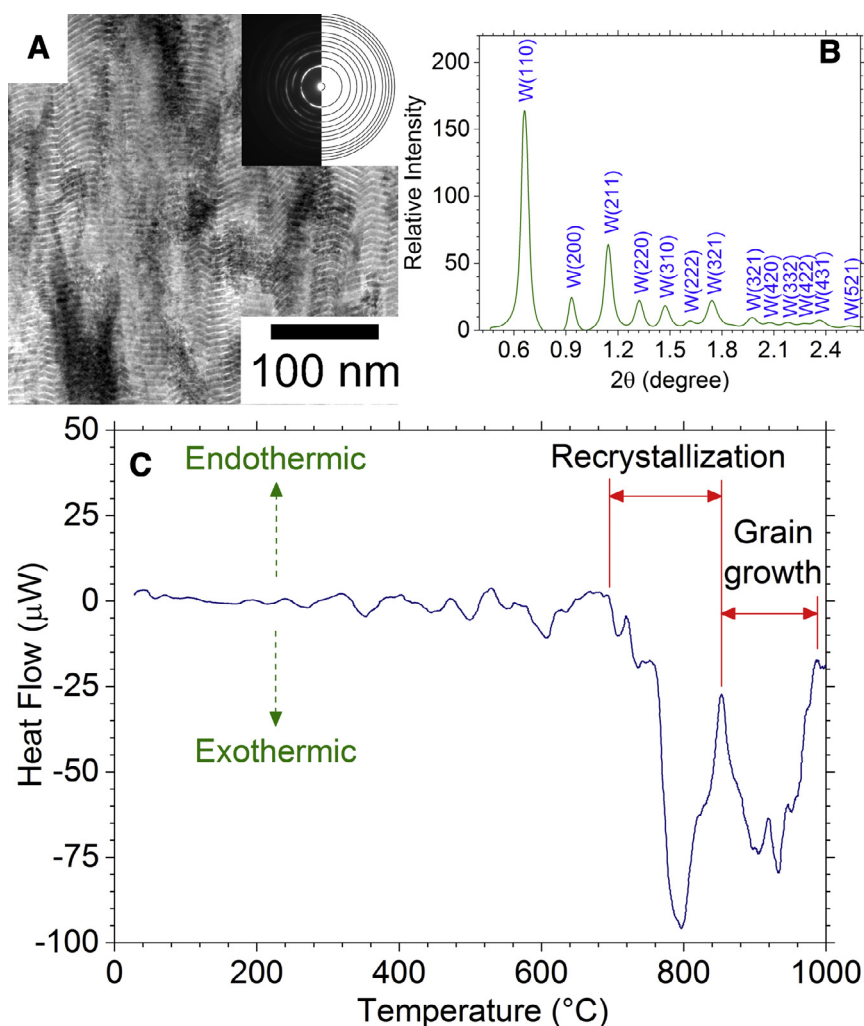 A
100 nm
B
Relative Intensity
200
150
100
50
0
W(110)
W(200)
W(211)
W(220)
W(310)
W(222)
W(321)
W(321)
W(420)
W(332)
W(422)
W(431)
W(521)
0.6 0.9 1.2 1.5 1.8 2.1 2.4
2θ (degree)
C
Heat Flow (μW)
50
25
0
-25
-50
-75
-100
Endothermic
Exothermic
Recrystallization
Grain
growth
0 200 400 600 800 1000
Temperature (°C)